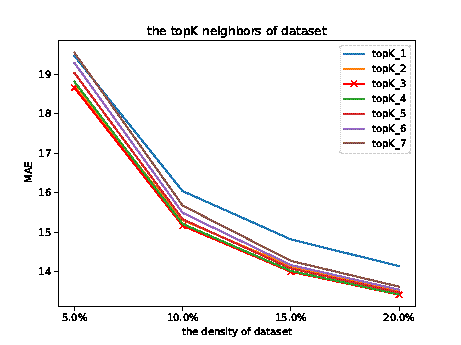 the topK neighbors of dataset
topK_1
topK_2
topK_3
topK_4
topK_5
topK_6
topK_7
19
18
17
16
15
14
MAE
5.0%
10.0%
15.0%
20.0%
the density of dataset